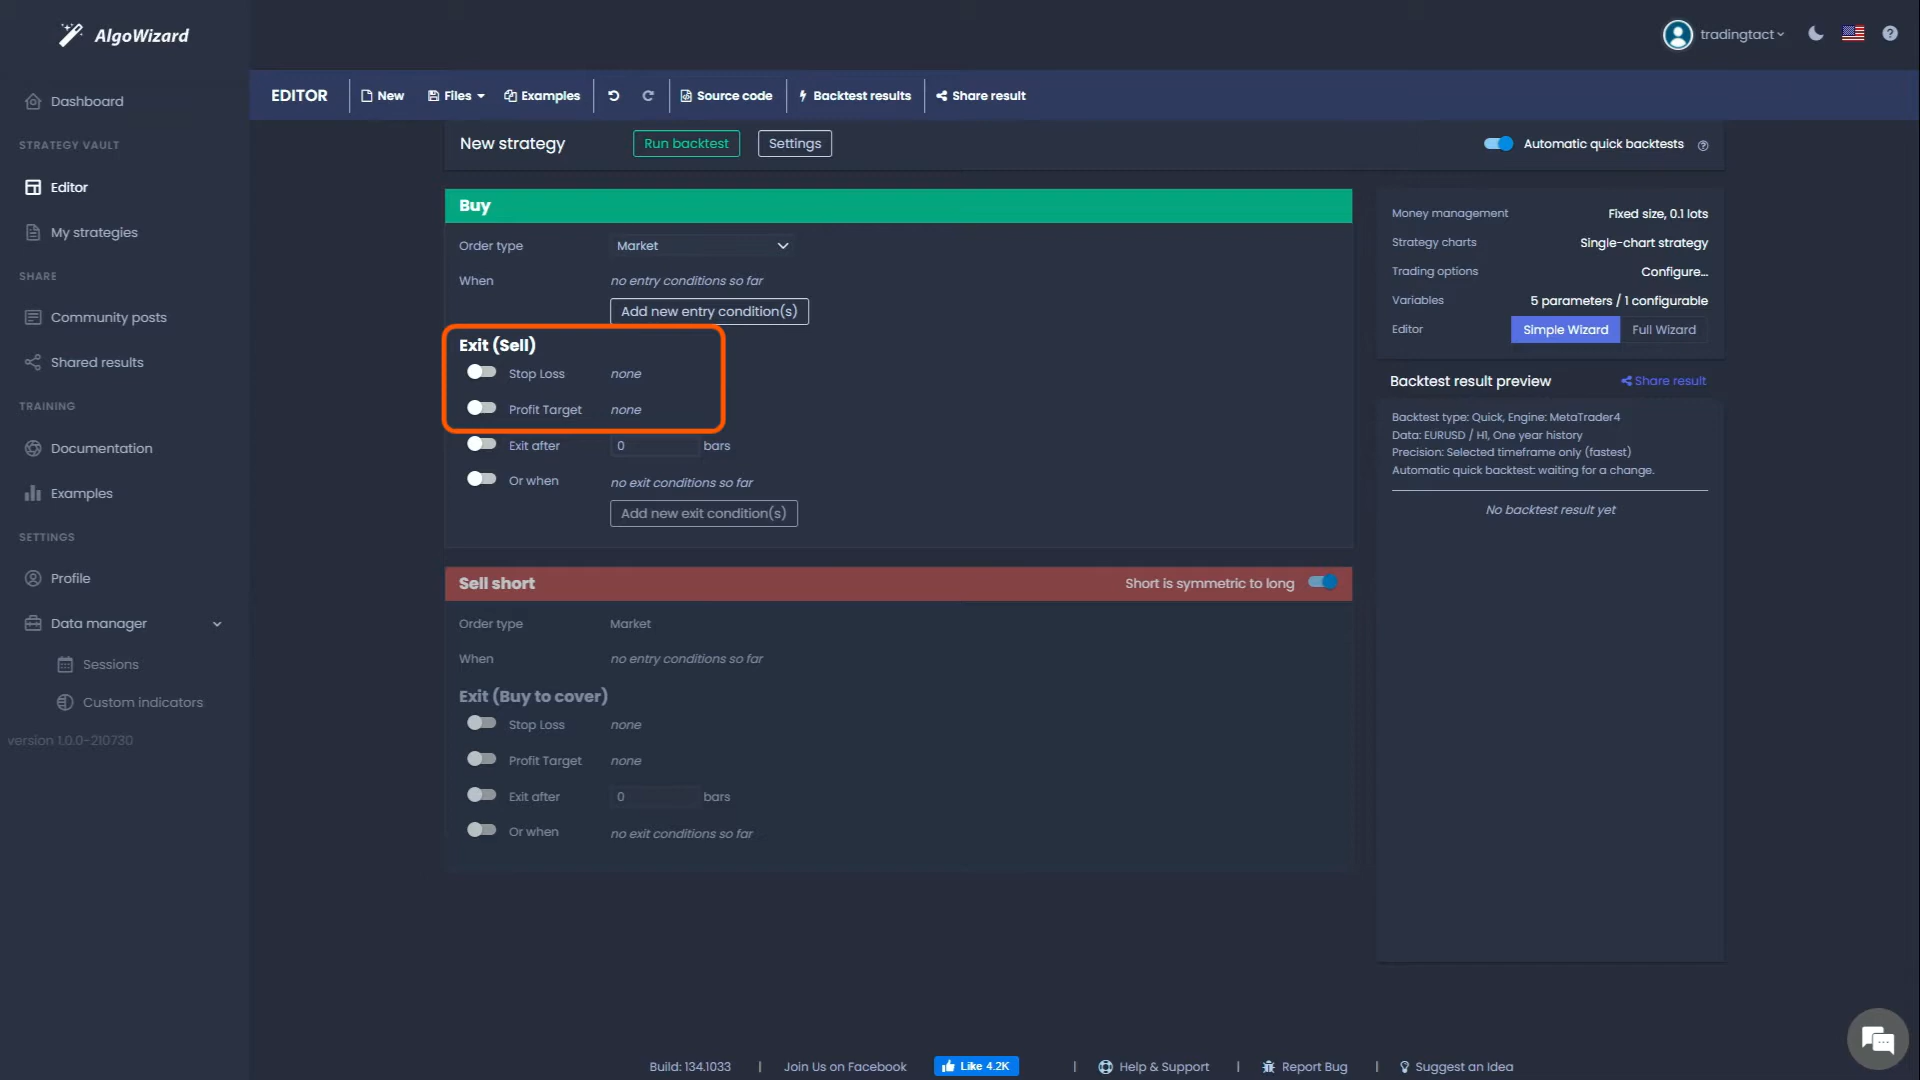 AlgoWizard
tradingtact
Dashboard
STRATEGY VAULT
Editor
My strategies
SHARE
Community posts
Shared results
TRAINING
Documentation
Examples
SETTINGS
Profile
Data manager
Sessions
Custom indicators
version 1.0.0-210730
EDITOR
New
Files
Examples
Source code
Backtest results
Share result
New strategy
Run backtest
Settings
Automatic quick backtests
Buy
Order type Market
When no entry conditions so far
Add new entry condition(s)
Exit (Sell)
Stop Loss none
Profit Target none
Exit after 0 bars
Or when no exit conditions so far
Add new exit condition(s)
Sell short
Short is symmetric to long
Order type Market
When no entry conditions so far
Exit (Buy to cover)
Stop Loss none
Profit Target none
Exit after 0 bars
Or when no exit conditions so far
Money management Fixed size, 0.1 lots
Strategy charts Single-chart strategy
Trading options Configure...
Variables 5 parameters / 1 configurable
Editor Simple Wizard Full Wizard
Backtest result preview Share result
Backtest type: Quick, Engine: MetaTrader4
Data: EURUSD / H1, One year history
Precision: Selected timeframe only (fastest)
Automatic quick backtest: waiting for a change.
No backtest result yet
Build: 134.1033 | Join Us on Facebook Like 4.2K | Help & Support | Report Bug | Suggest an Idea